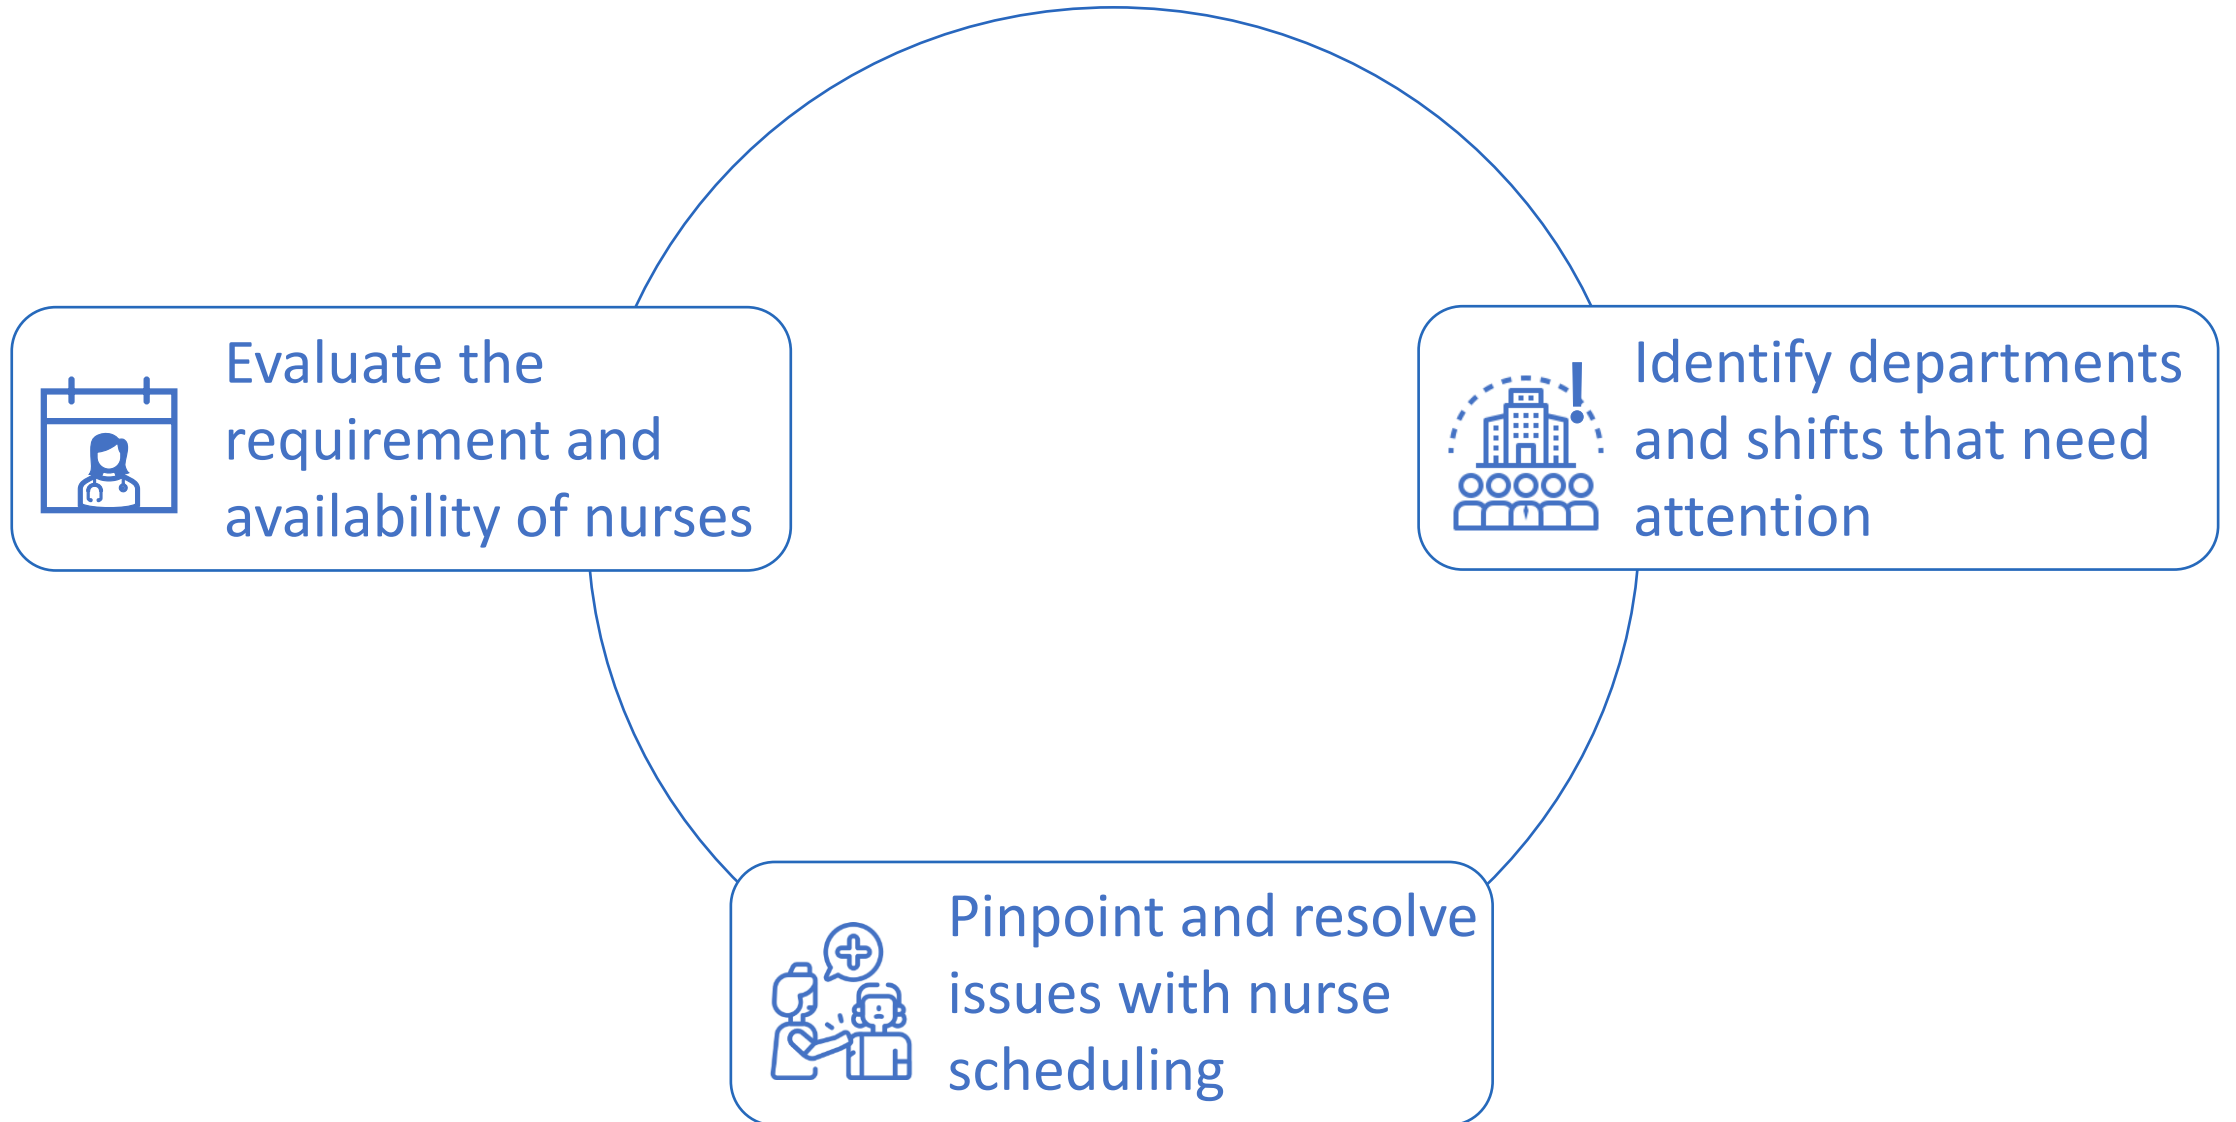 Evaluate the
requirement and
availability of nurses
Identify departments
and shifts that need
attention
Pinpoint and resolve
issues with nurse
scheduling